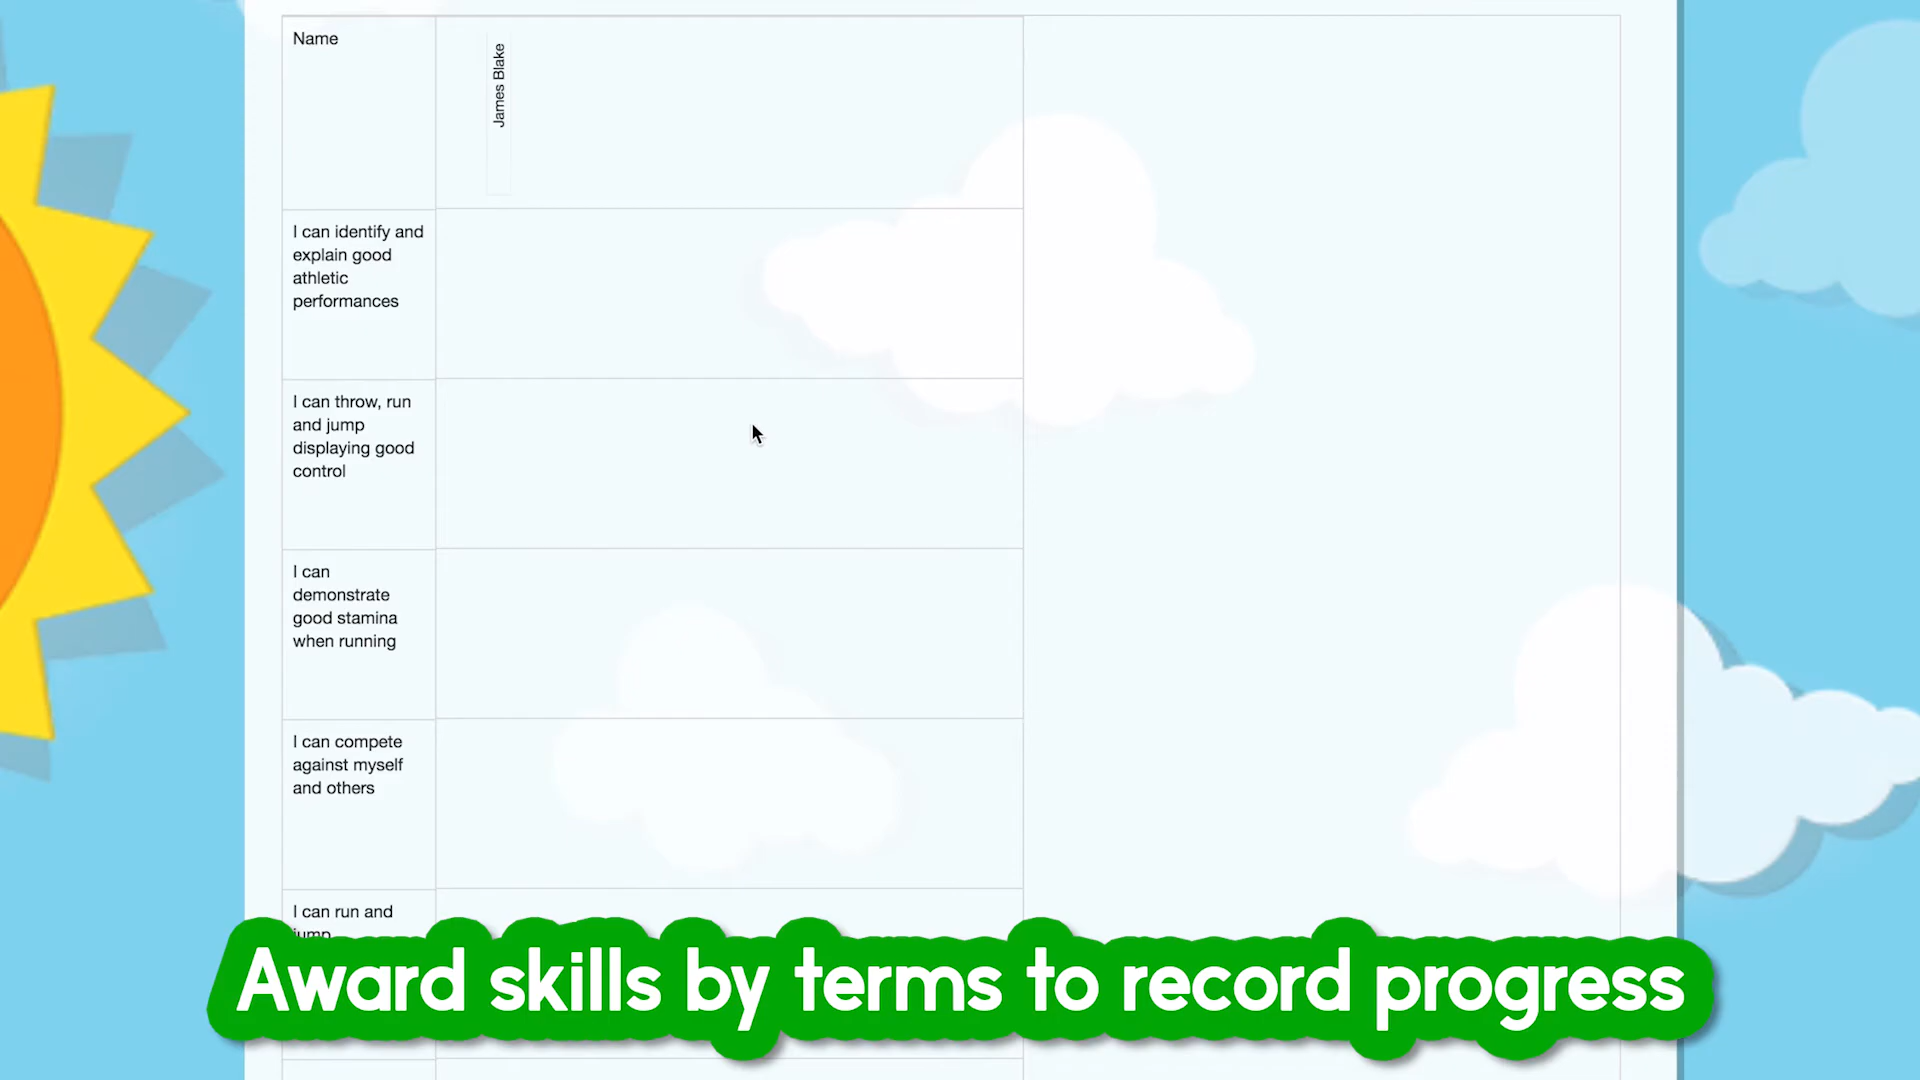 Name
James Blake
I can identify and
explain good
athletic
performances
I can throw, run
and jump
displaying good
control
I can
demonstrate
good stamina
when running
I can compete
against myself
and others
I can run and
jump
Award skills by terms to record progress